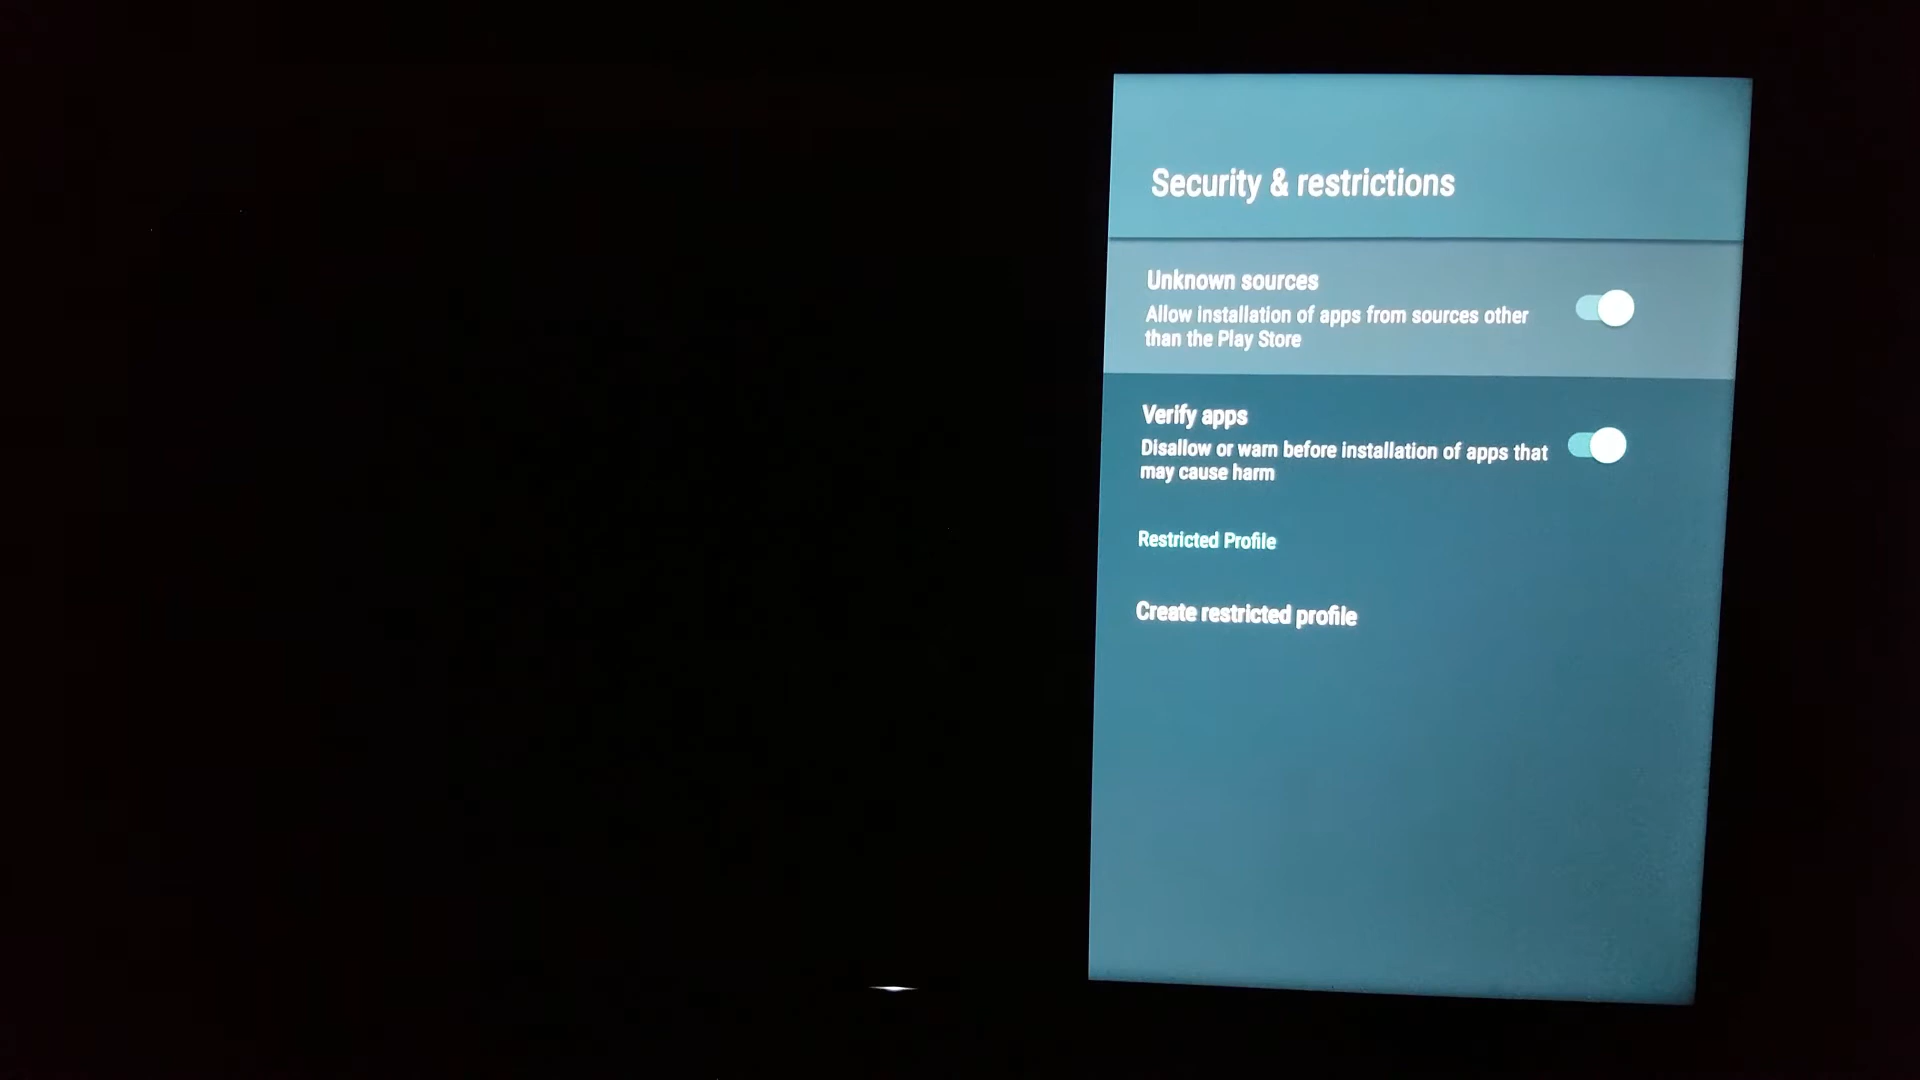 Security & restrictions
Unknown sources
Allow installation of apps from sources other
than the Play Store
Verify apps
Disallow or warn before installation of apps that
may cause harm
Restricted Profile
Create restricted profile